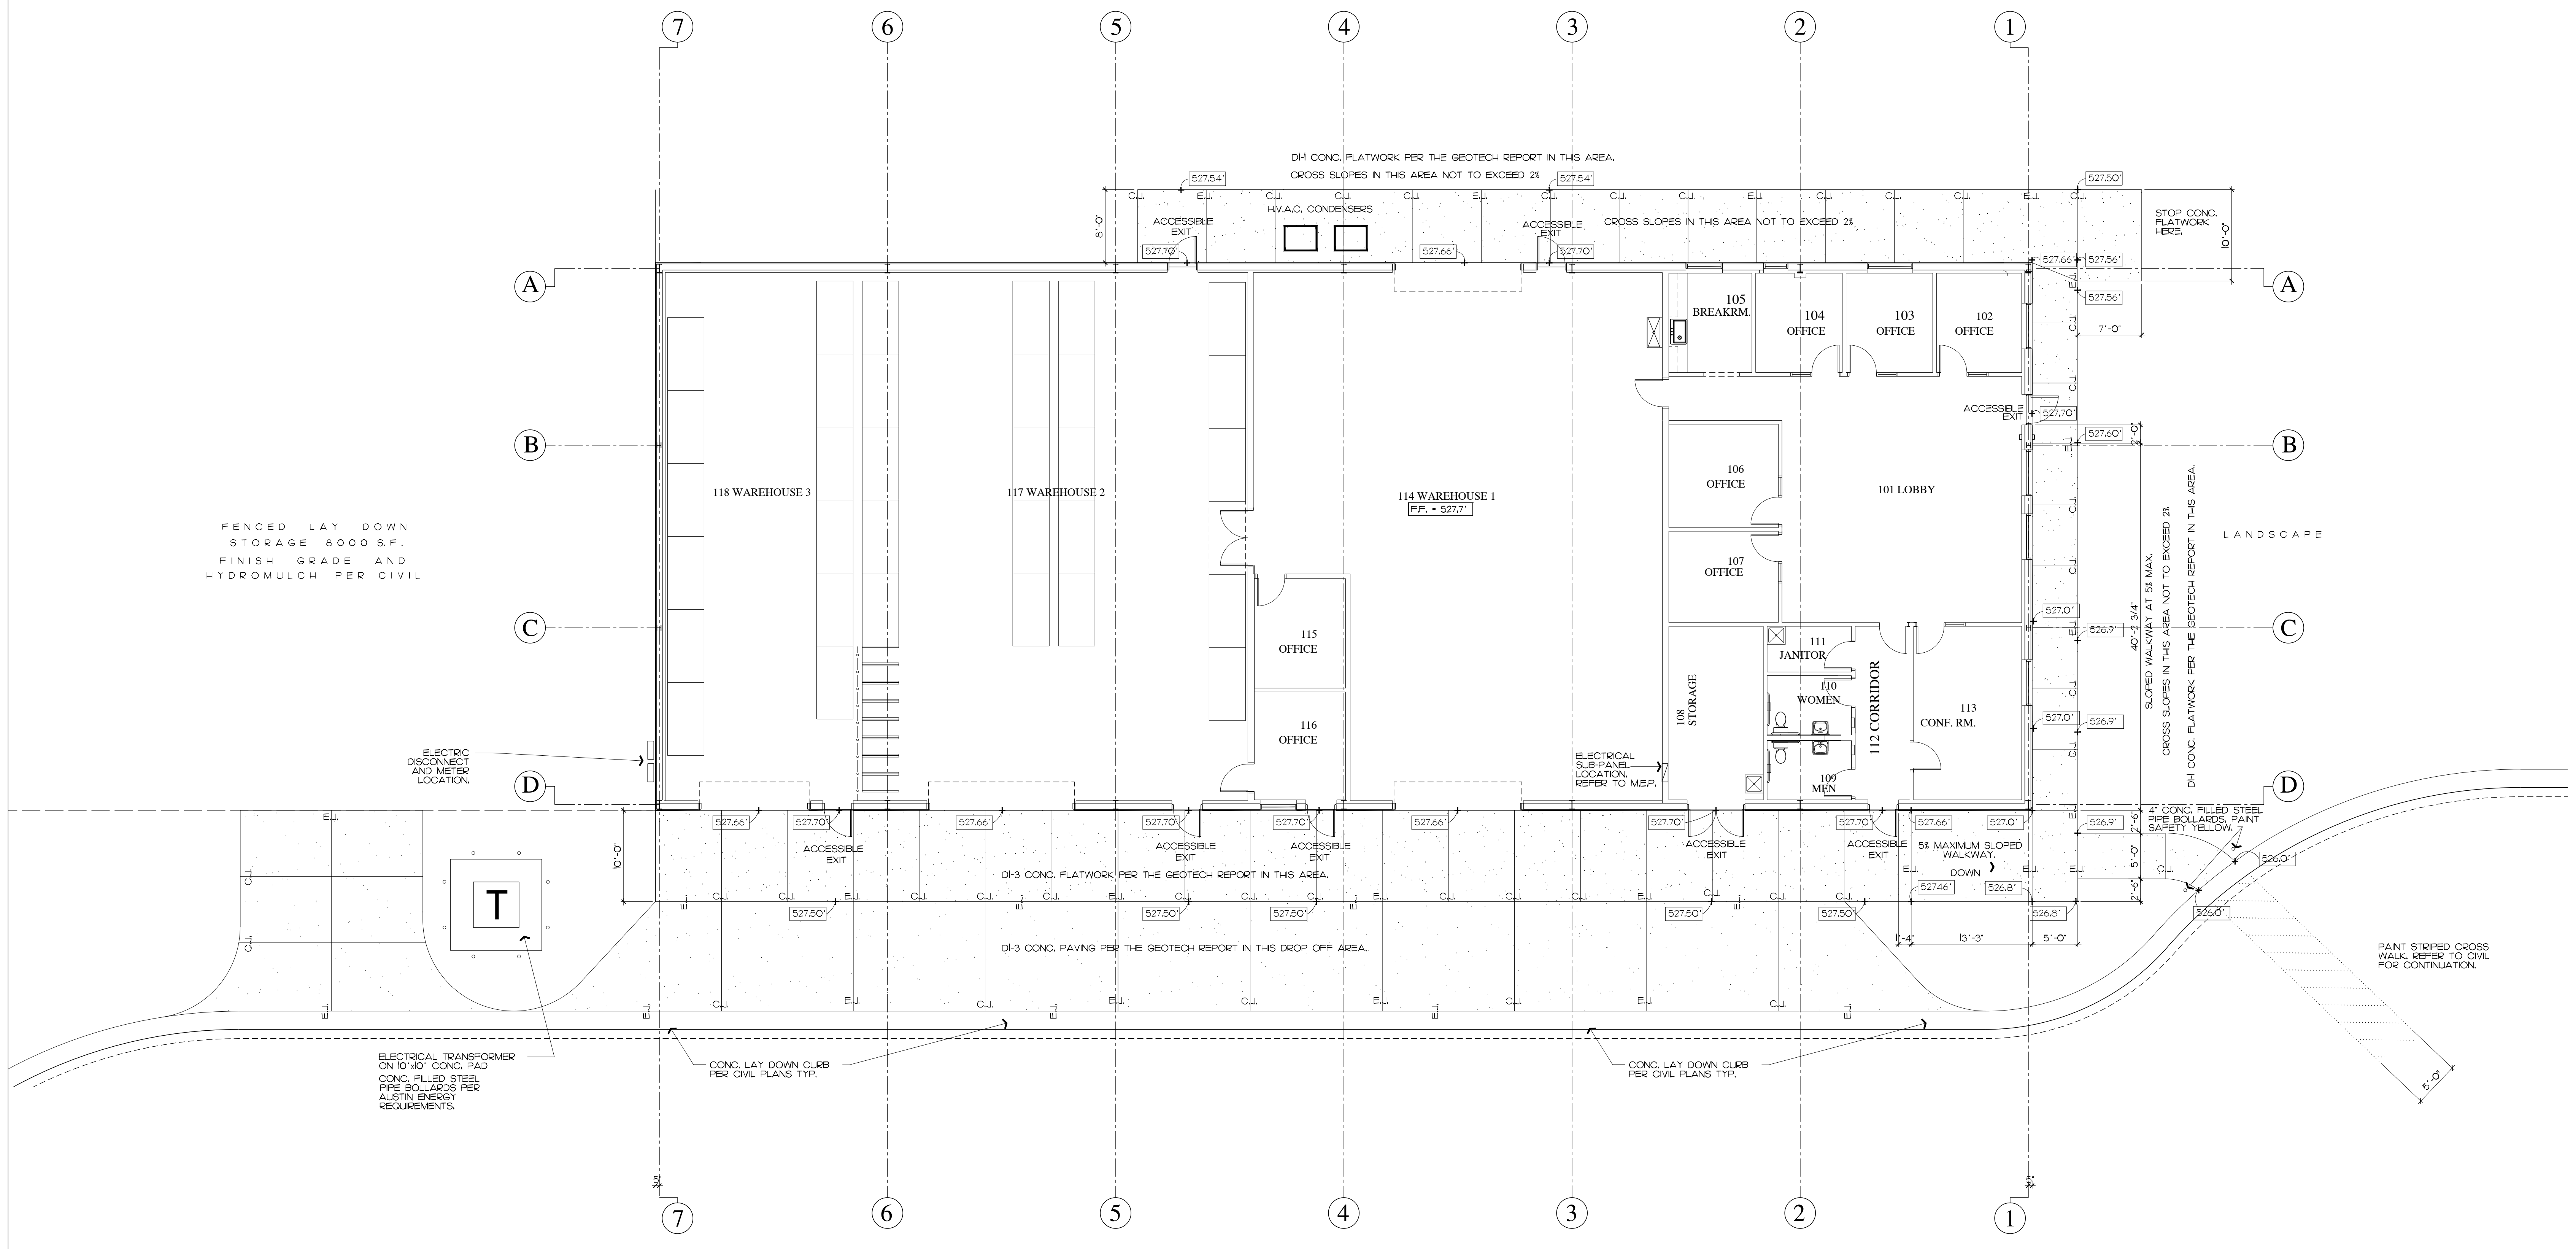 7 6 5 4 3 2 1
DI-1 CONC. FLATWORK PER THE GEOTECH REPORT IN THIS AREA.
CROSS SLOPES IN THIS AREA NOT TO EXCEED 2%
527.54' 527.54' 527.50'
C.J. E.J. C.J. C.J. C.J. E.J. C.J. C.J. C.J. E.J. C.J. C.J. C.J. E.J. C.J.
8'-0"
H.V.A.C. CONDENSERS
ACCESSIBLE
EXIT
ACCESSIBLE
EXIT
CROSS SLOPES IN THIS AREA NOT TO EXCEED 2%
STOP CONC.
FLATWORK
HERE.
10'-0"
527.70' 527.66' 527.70' 527.66' 527.56'
A A
E.J.
527.56'
C.J.
7'-0"
105
BREAKRM.
104
OFFICE
103
OFFICE
102
OFFICE
C.J.
ACCESSIBLE
EXIT
527.70'
B B
527.60'
2'-0"
E.J.
106
OFFICE
101 LOBBY
118 WAREHOUSE 3
117 WAREHOUSE 2
114 WAREHOUSE 1
F.F. = 527.7'
FENCED LAY DOWN
STORAGE 8000 S.F.
FINISH GRADE AND
HYDROMULCH PER CIVIL
C.J.
LANDSCAPE
107
OFFICE
C.J.
40'-2 3/4"
SLOPED WALKWAY AT 5% MAX.
CROSS SLOPES IN THIS AREA NOT TO EXCEED 2%
DI-1 CONC. FLATWORK PER THE GEOTECH REPORT IN THIS AREA.
527.0'
C C
E.J.
526.9'
115
OFFICE
111
JANITOR
110
WOMEN
112 CORRIDOR
108
STORAGE
113
CONF. RM.
C.J.
527.0'
526.9'
116
OFFICE
C.J.
ELECTRIC
DISCONNECT
AND METER
LOCATION.
ELECTRICAL
SUB-PANEL
LOCATION.
REFER TO M.E.P.
109
MEN
D D
E.J.
E.J.
527.66' 527.70' 527.66' 527.70' 527.70' 527.66' 527.70' 527.70' 527.66' 527.0' 526.9'
2'-6"
4" CONC. FILLED STEEL
PIPE BOLLARDS, PAINT
SAFETY YELLOW.
10'-0"
ACCESSIBLE
EXIT
ACCESSIBLE
EXIT
ACCESSIBLE
EXIT
ACCESSIBLE
EXIT
ACCESSIBLE
EXIT
5% MAXIMUM SLOPED
WALKWAY.
DOWN
5'-0"
526.0'
C.J.
DI-3 CONC. FLATWORK PER THE GEOTECH REPORT IN THIS AREA.
E.J. E.J. E.J. C.J.
527.46' 526.8'
2'-6"
C.J. C.J. E.J. C.J. C.J. C.J. E.J. C.J. C.J. C.J. E.J. C.J. C.J. C.J.
E.J. E.J. E.J. E.J.
T
527.50' 527.50' 527.50' 527.50' 527.50' 526.8' 526.0'
C.J.
1'-4" 13'-3" 5'-0"
DI-3 CONC. PAVING PER THE GEOTECH REPORT IN THIS DROP OFF AREA.
PAINT STRIPED CROSS
WALK. REFER TO CIVIL
FOR CONTINUATION.
C.J. E.J. C.J. E.J. C.J. E.J. C.J. E.J. C.J.
E.J. E.J. E.J. E.J. E.J.
ELECTRICAL TRANSFORMER
ON 10'x10' CONC. PAD
CONC. FILLED STEEL
PIPE BOLLARDS PER
AUSTIN ENERGY
REQUIREMENTS.
CONC. LAY DOWN CURB
PER CIVIL PLANS TYP.
CONC. LAY DOWN CURB
PER CIVIL PLANS TYP.
5'-0"
5" 5"
7 6 5 4 3 2 1